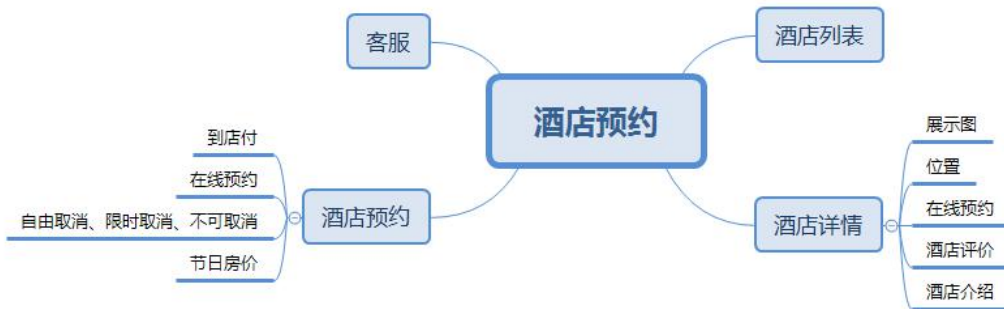 客服
酒店列表
酒店预约
到店付
在线预约
自由取消、限时取消、不可取消
节日房价
酒店预约
酒店详情
展示图
位置
在线预约
酒店评价
酒店介绍